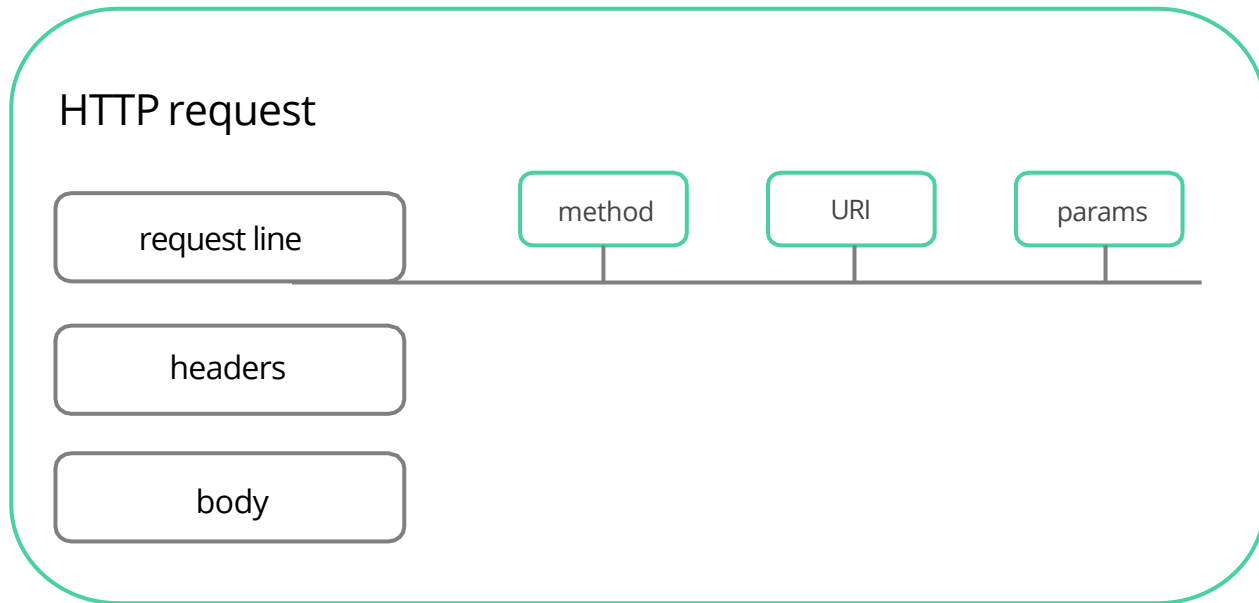 HTTP request
request line
method
URI
params
headers
body